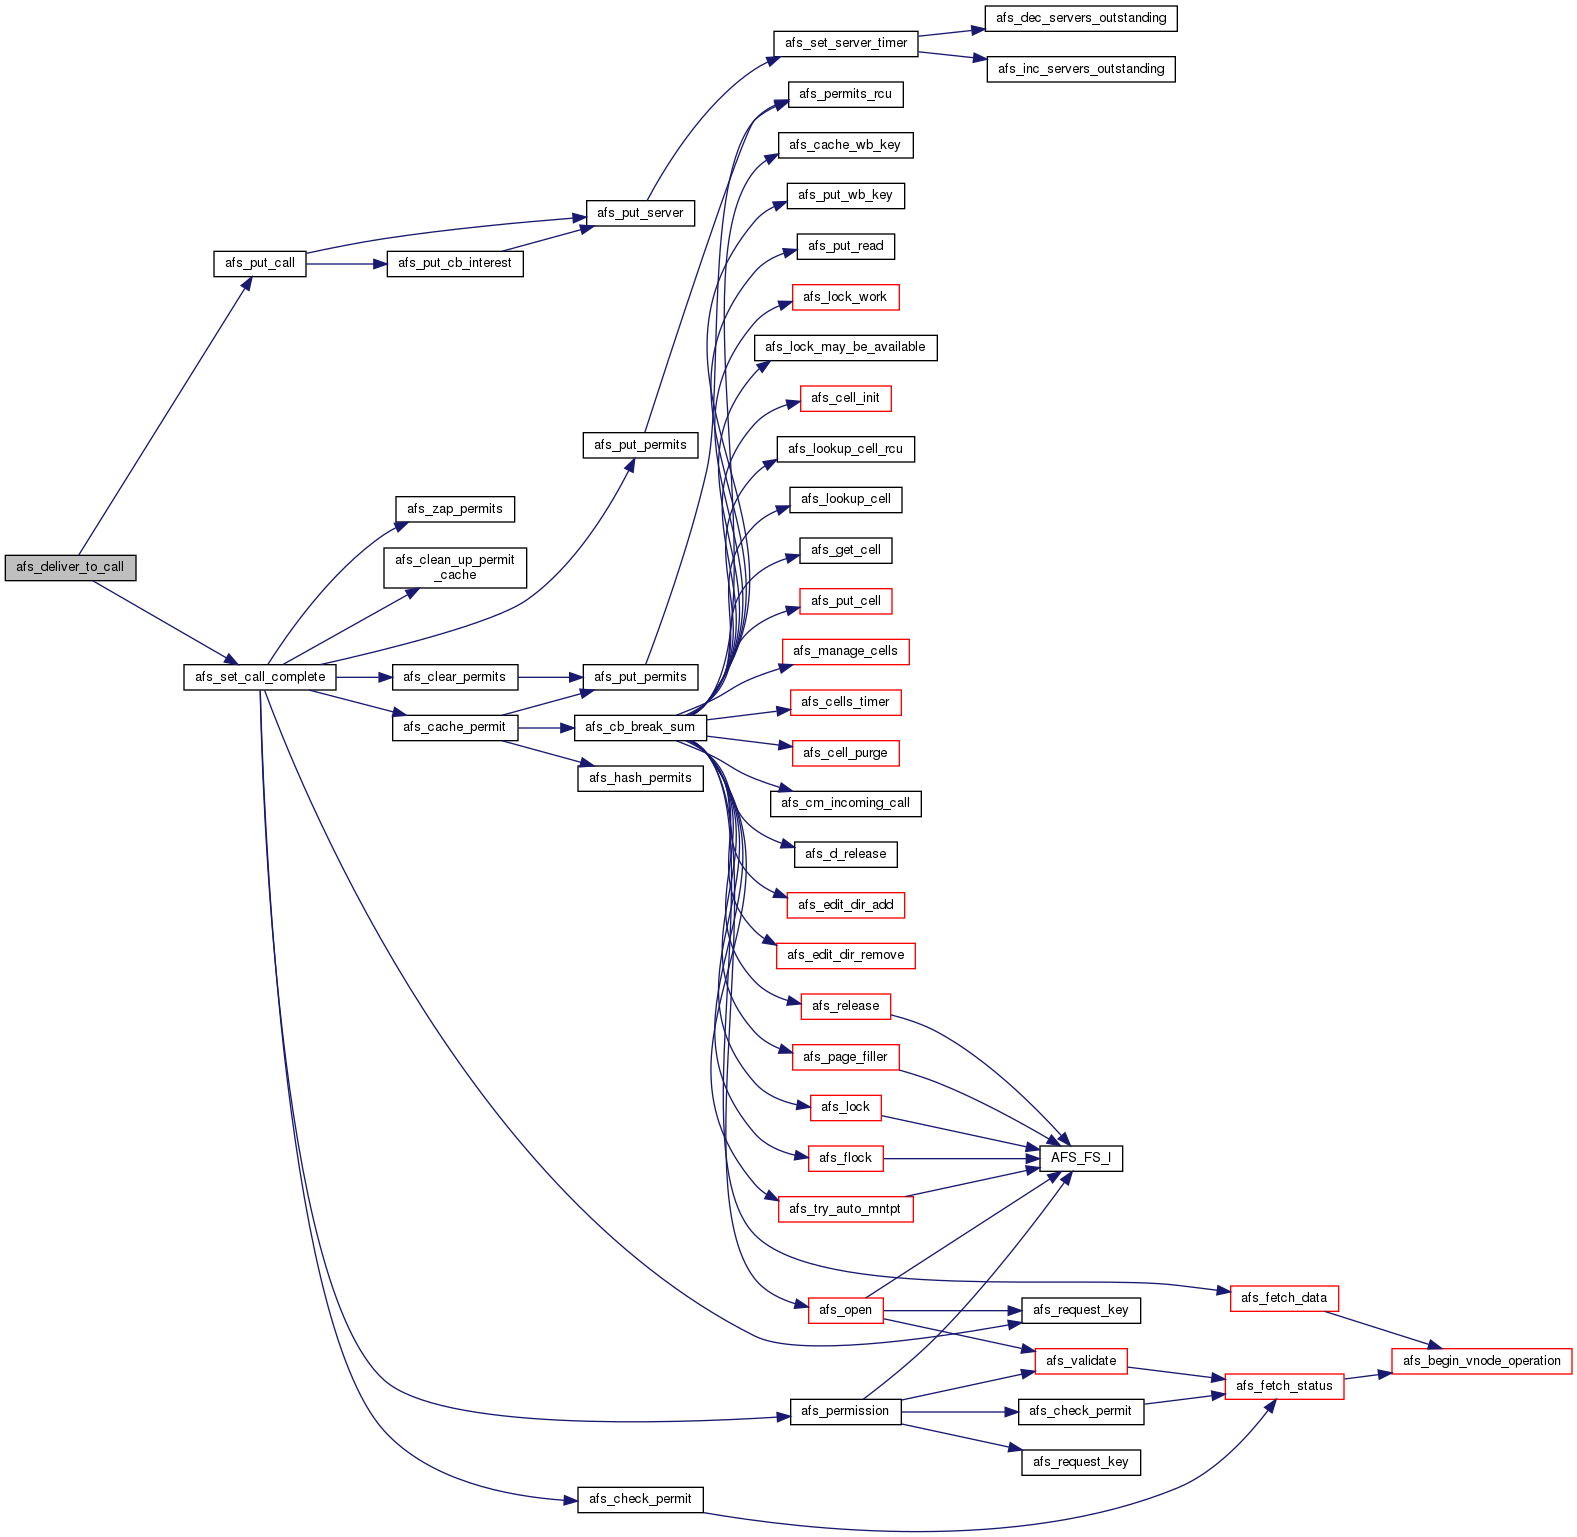 afs_dec_servers_outstanding
afs_set_server_timer
afs_inc_servers_outstanding
afs_permits_rcu
afs_cache_wb_key
afs_put_wb_key
afs_put_server
afs_put_read
afs_put_call
afs_put_cb_interest
afs_lock_work
afs_lock_may_be_available
afs_cell_init
afs_put_permits
afs_lookup_cell_rcu
afs_lookup_cell
afs_zap_permits
afs_get_cell
afs_clean_up_permit
_cache
afs_deliver_to_call
afs_put_cell
afs_manage_cells
afs_set_call_complete
afs_clear_permits
afs_put_permits
afs_cells_timer
afs_cache_permit
afs_cb_break_sum
afs_cell_purge
afs_hash_permits
afs_cm_incoming_call
afs_d_release
afs_edit_dir_add
afs_edit_dir_remove
afs_release
afs_page_filler
afs_lock
afs_flock
AFS_FS_I
afs_try_auto_mntpt
afs_fetch_data
afs_open
afs_request_key
afs_validate
afs_begin_vnode_operation
afs_fetch_status
afs_permission
afs_check_permit
afs_request_key
afs_check_permit